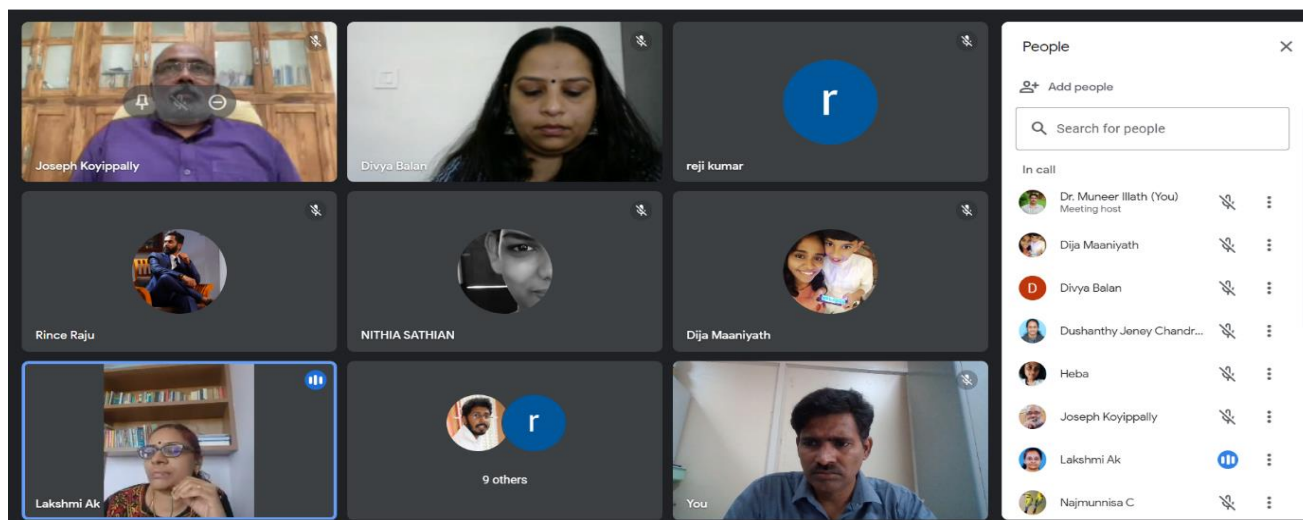 Joseph Koyippally
Divya Balan
r
reji kumar
Rince Raju
NITHIA SATHIAN
Dija Maaniyath
Lakshmi Ak
r
9 others
You
People
Add people
Search for people
In call
Dr. Muneer Illath (You)
Meeting host
Dija Maaniyath
D
Divya Balan
Dushanthy Jeney Chandr...
Heba
Joseph Koyippally
Lakshmi Ak
Najmunnisa C